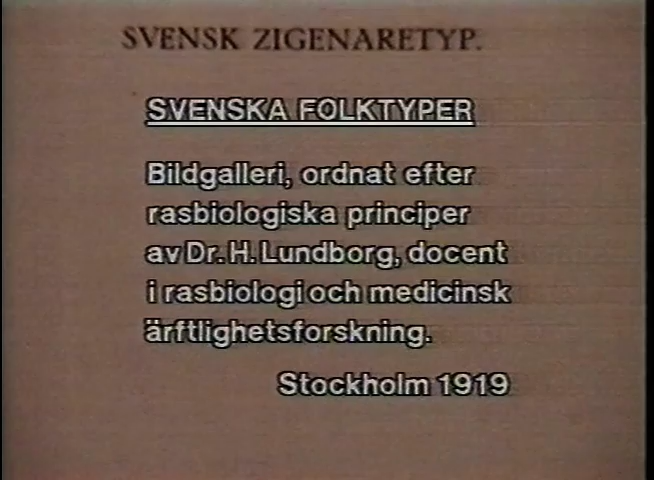 SVENSK ZIGENARETYP.
SVENSKA FOLKTYPER
Bildgalleri, ordnat efter
rasbiologiska principer
av Dr. H. Lundborg, docent
i rasbiologi och medicinsk
ärftlighetsforskning.
Stockholm 1919